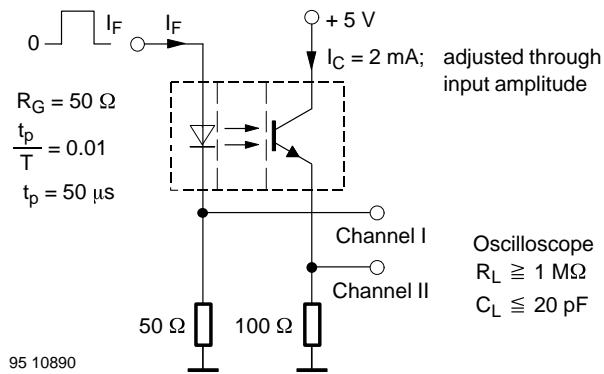 0
I_F
I_F
+ 5 V
I_C = 2 mA; adjusted through
input amplitude
R_G = 50 Ω
t_p
T
= 0.01
t_p = 50 μs
Channel I
Channel II
Oscilloscope
R_L ≧ 1 MΩ
C_L ≦ 20 pF
50 Ω
100 Ω
95 10890